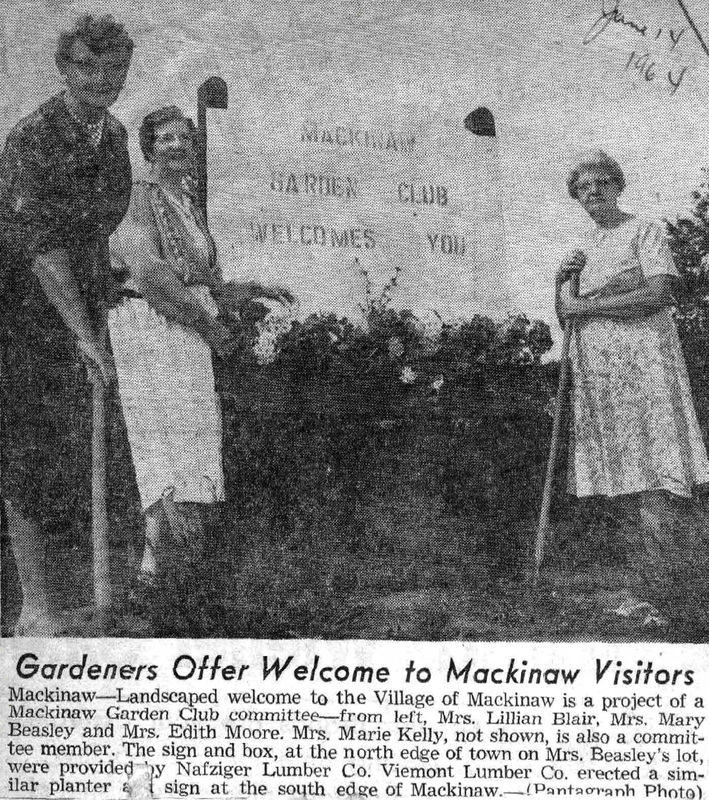 June 14
1964
MACKINAW
GARDEN CLUB
WELCOMES YOU
Gardeners Offer Welcome to Mackinaw Visitors
Mackinaw—Landscaped welcome to the Village of Mackinaw is a project of a
Mackinaw Garden Club committee—from left, Mrs. Lillian Blair, Mrs. Mary
Beasley and Mrs. Edith Moore. Mrs. Marie Kelly, not shown, is also a commit-
tee member. The sign and box, at the north edge of town on Mrs. Beasley's lot,
were provided by Nafziger Lumber Co. Viemont Lumber Co. erected a sim-
ilar planter a sign at the south edge of Mackinaw.—(Pantagraph Photo)